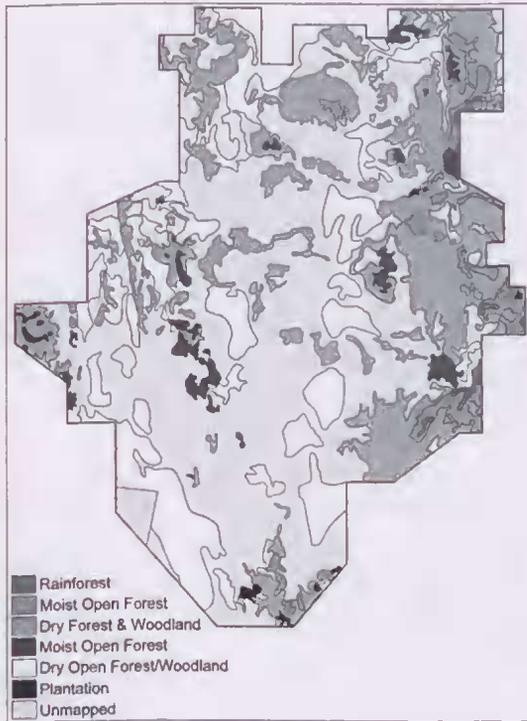 Rainforest
Moist Open Forest
Dry Forest & Woodland
Moist Open Forest
Dry Open Forest/Woodland
Plantation
Unmapped